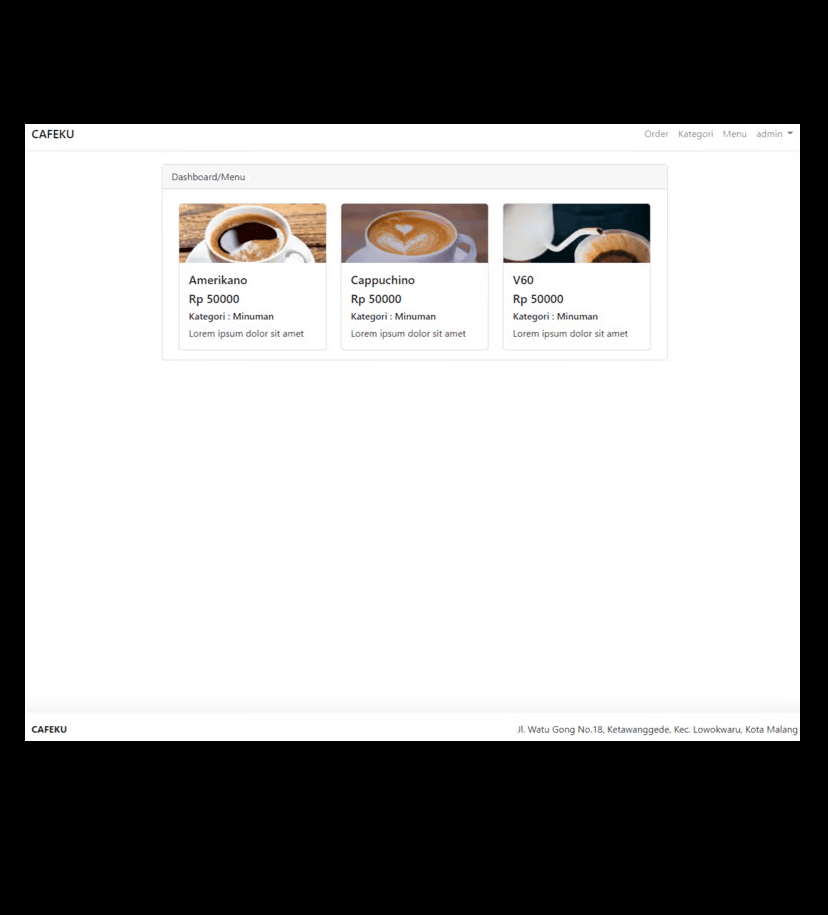 CAFEKU
Order Kategori Menu admin
Dashboard/Menu
Amerikano
Rp 50000
Kategori : Minuman
Lorem ipsum dolor sit amet
Cappuchino
Rp 50000
Kategori : Minuman
Lorem ipsum dolor sit amet
V60
Rp 50000
Kategori : Minuman
Lorem ipsum dolor sit amet
CAFEKU
Jl. Watu Gong No.18, Ketawanggede, Kec. Lowokwaru, Kota Malang